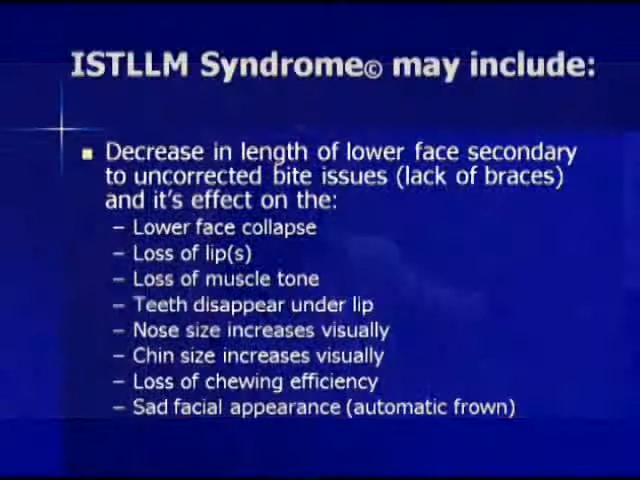 ISTLLM Syndrome© may include:
Decrease in length of lower face secondary
to uncorrected bite issues (lack of braces)
and it's effect on the:
– Lower face collapse
– Loss of lip(s)
– Loss of muscle tone
– Teeth disappear under lip
– Nose size increases visually
– Chin size increases visually
– Loss of chewing efficiency
– Sad facial appearance (automatic frown)